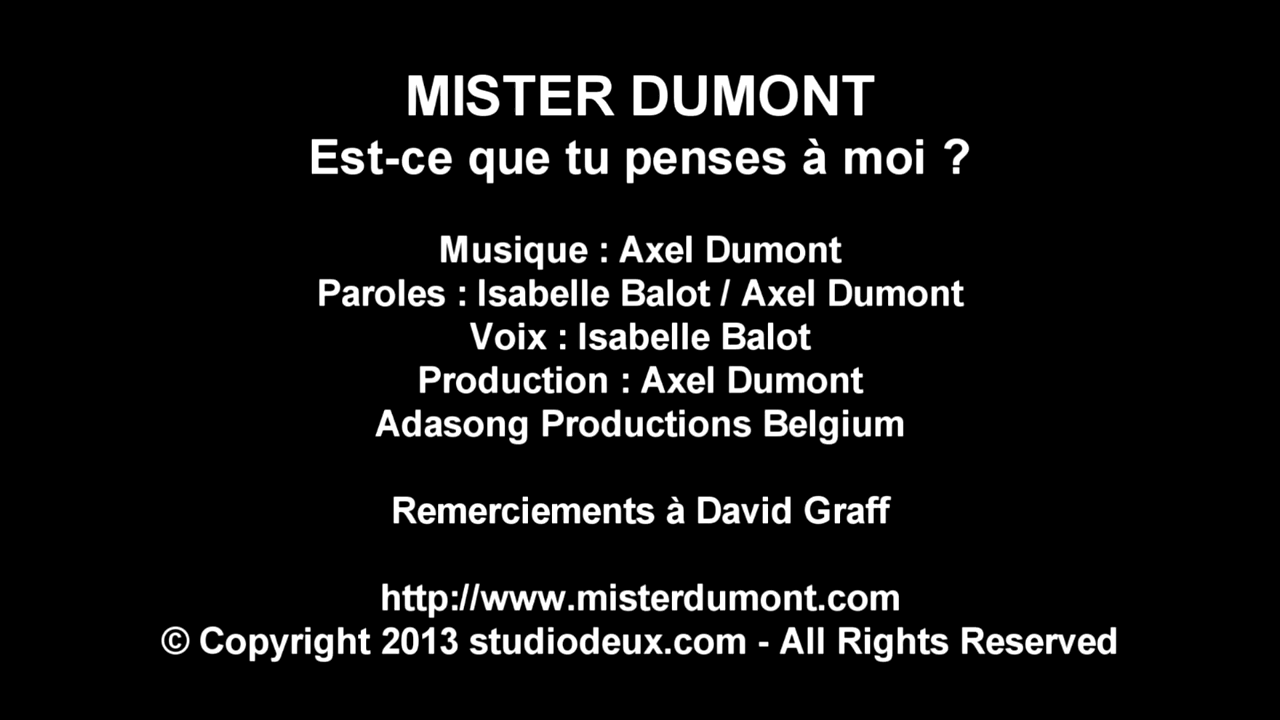 MISTER DUMONT
Est-ce que tu penses à moi ?
Musique : Axel Dumont
Paroles : Isabelle Balot / Axel Dumont
Voix : Isabelle Balot
Production : Axel Dumont
Adasong Productions Belgium
Remerciements à David Graff
http://www.misterdumont.com
© Copyright 2013 studiodeux.com - All Rights Reserved